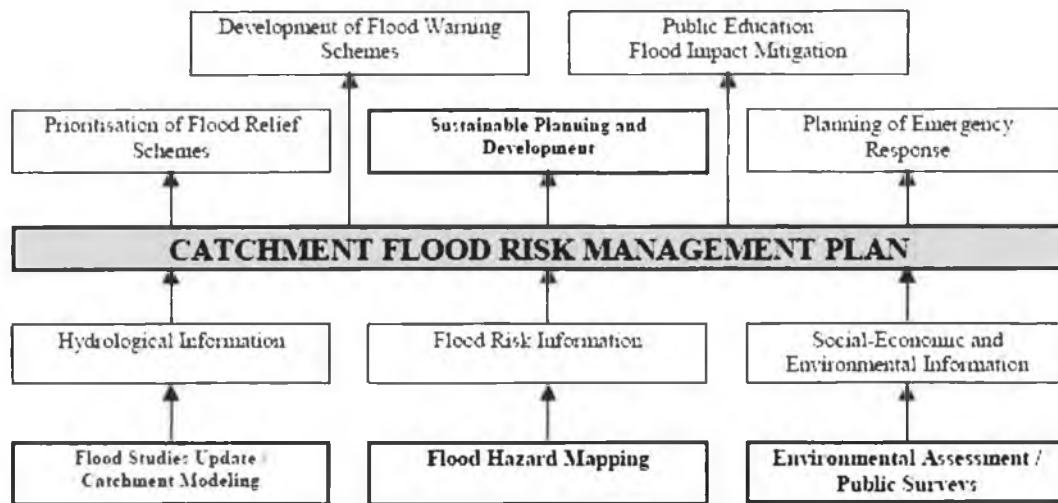 Development of Flood Warning
Schemes
Public Education
Flood Impact Mitigation
Prioritisation of Flood Relief
Schemes
Sustainable Planning and
Development
Planning of Emergency
Response
CATCHMENT FLOOD RISK MANAGEMENT PLAN
Hydrological Information
Flood Risk Information
Social-Economic and
Environmental Information
Flood Studies Update /
Catchment Modeling
Flood Hazard Mapping
Environmental Assessment /
Public Surveys